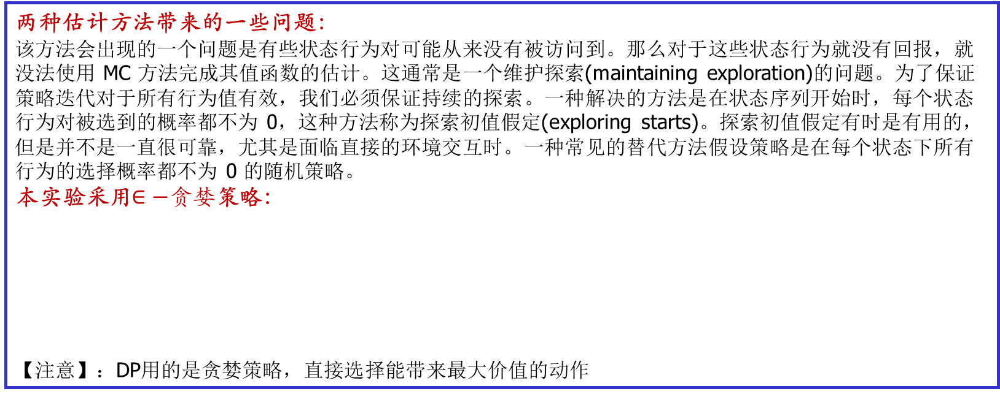 两种估计方法带来的一些问题:
该方法会出现的一个问题是有些状态行为对可能从来没有被访问到。那么对于这些状态行为就没有回报，就
没法使用 MC 方法完成其值函数的估计。这通常是一个维护探索(maintaining exploration)的问题。为了保证
策略迭代对于所有行为值有效，我们必须保证持续的探索。一种解决的方法是在状态序列开始时，每个状态
行为对被选到的概率都不为 0，这种方法称为探索初值假定(exploring starts)。探索初值假定有时是有用的，
但是并不是一直很可靠，尤其是面临直接的环境交互时。一种常见的替代方法假设策略是在每个状态下所有
行为的选择概率都不为 0 的随机策略。
本实验采用∈ −贪婪策略:
【注意】：DP用的是贪婪策略，直接选择能带来最大价值的动作